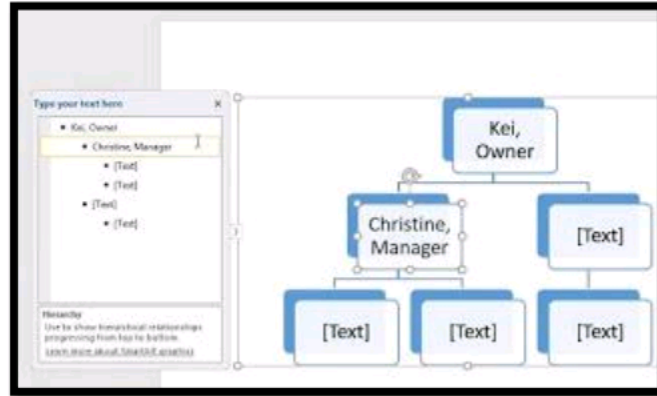 Type your text here ×
• Kei, Owner
• Christine, Manager
• [Text]
• [Text]
• [Text]
• [Text]
Hierarchy
Use to show hierarchical relationships
progressing from top to bottom.
Learn more about SmartArt graphics
Kei,
Owner
Christine,
Manager
[Text]
[Text]
[Text]
[Text]